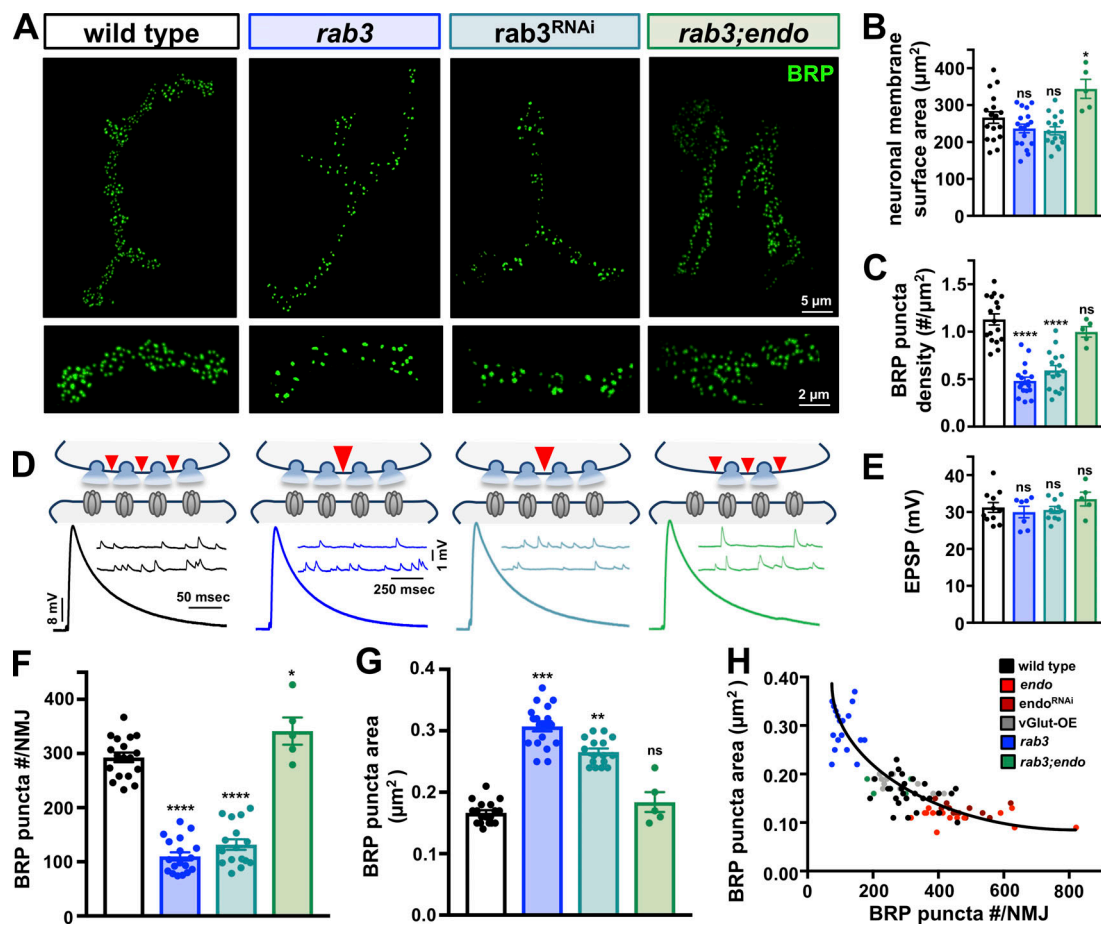 A
wild type
rab3
rab3RNAi
rab3;endo
BRP
5 µm
2 µm
B
neuronal membrane
surface area (µm²)
400
300
200
100
0
ns
ns
*
C
BRP puncta
density (#/µm²)
1.5
1.0
0.5
0
****
****
ns
D
8 mV
50 msec
250 msec
1 mV
E
EPSP (mV)
40
30
20
10
0
ns
ns
ns
F
BRP puncta #/NMJ
400
300
200
100
0
****
****
*
G
BRP puncta area
(µm²)
0.4
0.3
0.2
0.1
0
***
**
ns
H
BRP puncta area (µm²)
0.40
0.30
0.20
0.10
0
0
200
400
600
800
BRP puncta #/NMJ
wild type
endo
endoRNAi
vGlut-OE
rab3
rab3;endo